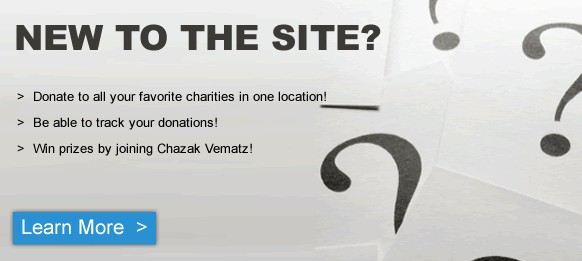 NEW TO THE SITE?
> Donate to all your favorite charities in one location!
> Be able to track your donations!
> Win prizes by joining Chazak Vematz!
Learn More >